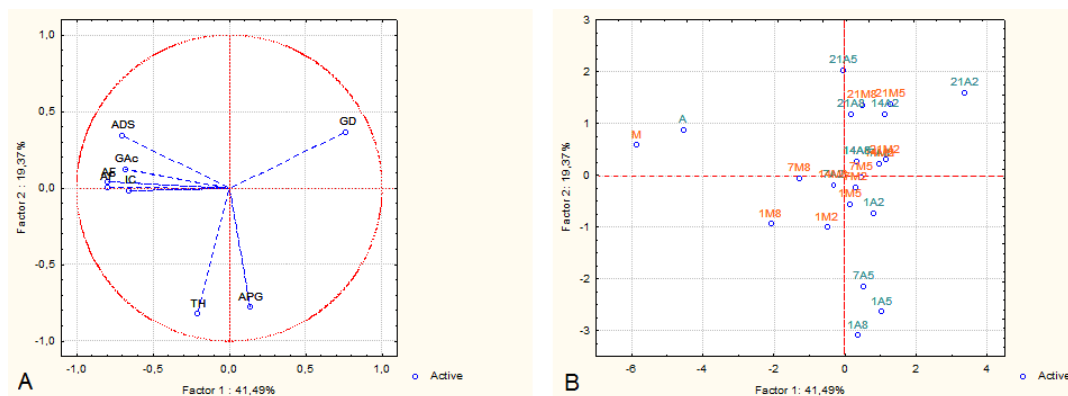 1,0
0,5
0,0
-0,5
-1,0
Factor 2 : 19,37%
ADS
GD
GAc
IC
TH
APG
-1,0 -0,5 0,0 0,5 1,0
Factor 1 : 41,49%
A
Active
3
2
1
0
-1
-2
-3
Factor 2: 19,37%
21A5
21A2
21M8 21M5
21A8 14A2
A
M
21M2
7M8
7M5
1M5
1A2
1M8
1M2
7A5
1A5
1A8
-6 -4 -2 0 2 4
Factor 1: 41,49%
B
Active